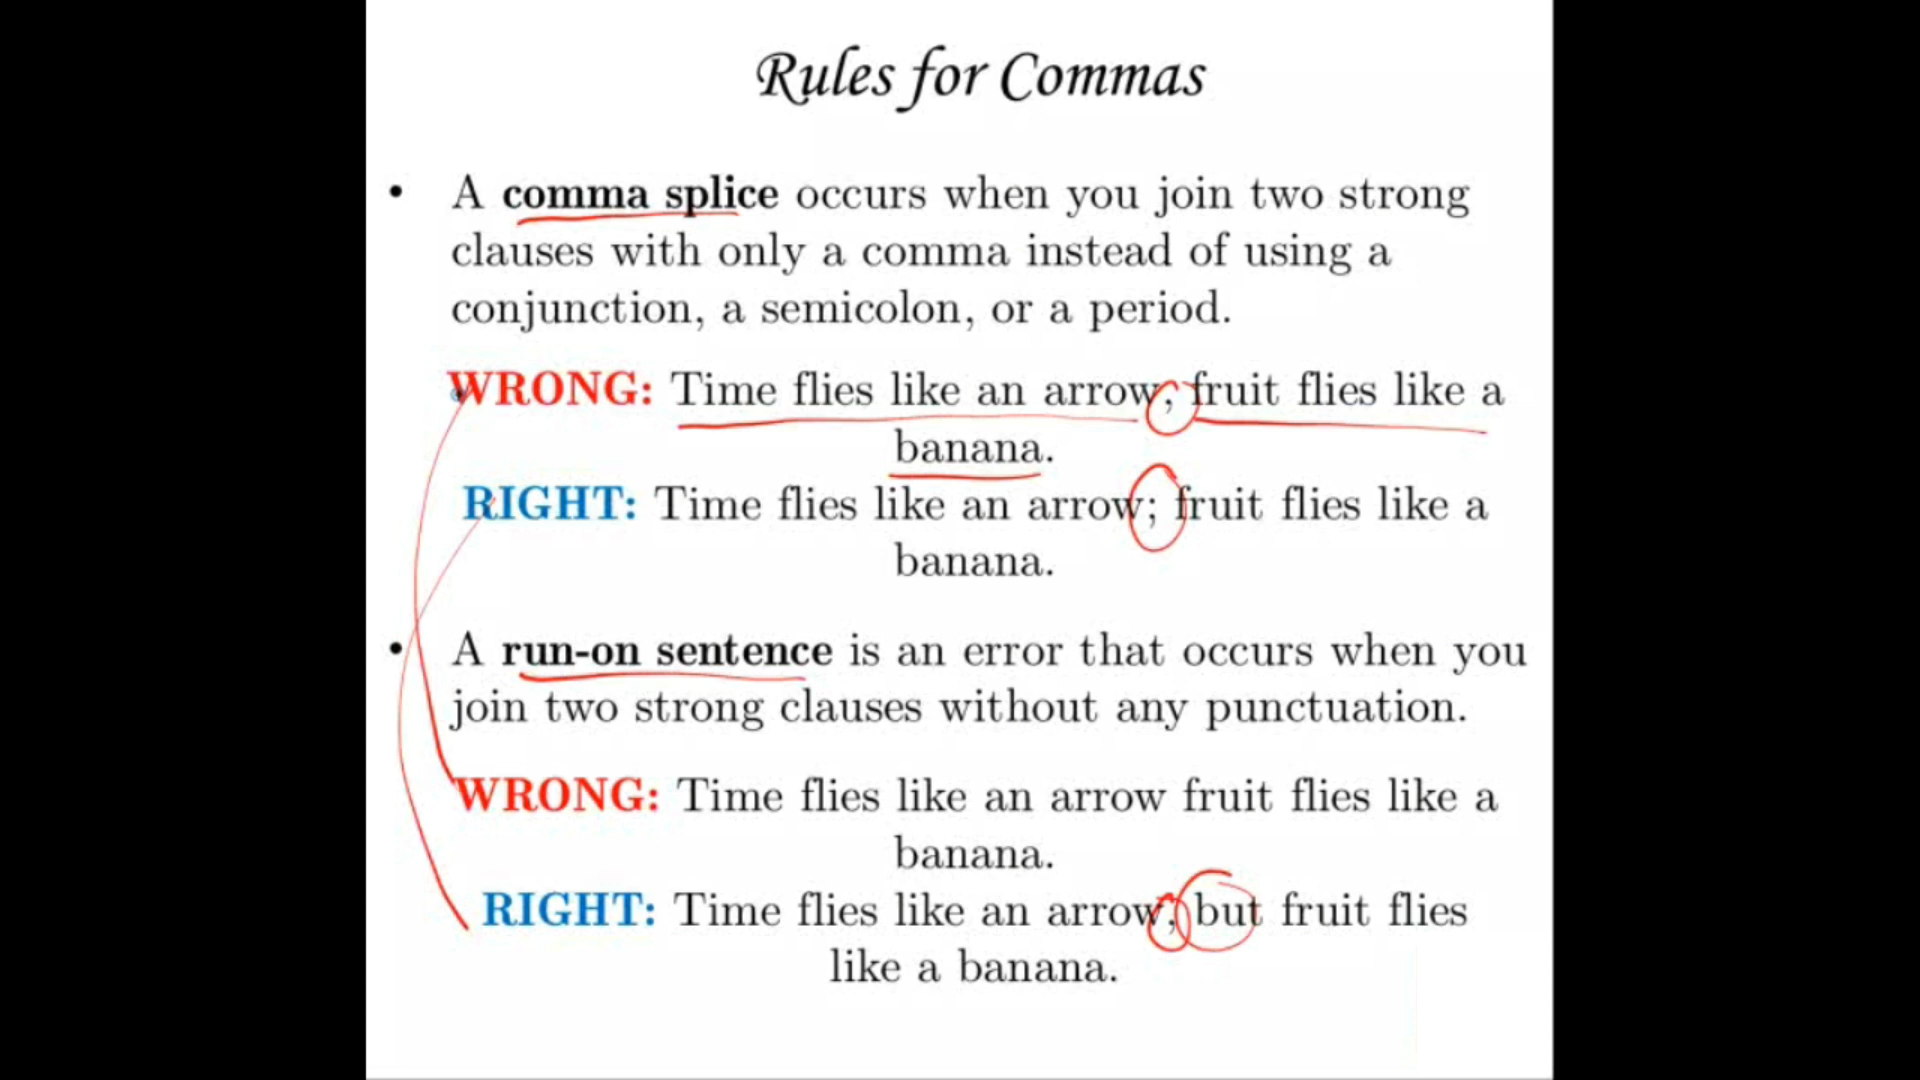 Rules for Commas
• A comma splice occurs when you join two strong
clauses with only a comma instead of using a
conjunction, a semicolon, or a period.
WRONG: Time flies like an arrow, fruit flies like a
banana.
RIGHT: Time flies like an arrow; fruit flies like a
banana.
• A run-on sentence is an error that occurs when you
join two strong clauses without any punctuation.
WRONG: Time flies like an arrow fruit flies like a
banana.
RIGHT: Time flies like an arrow, but fruit flies
like a banana.